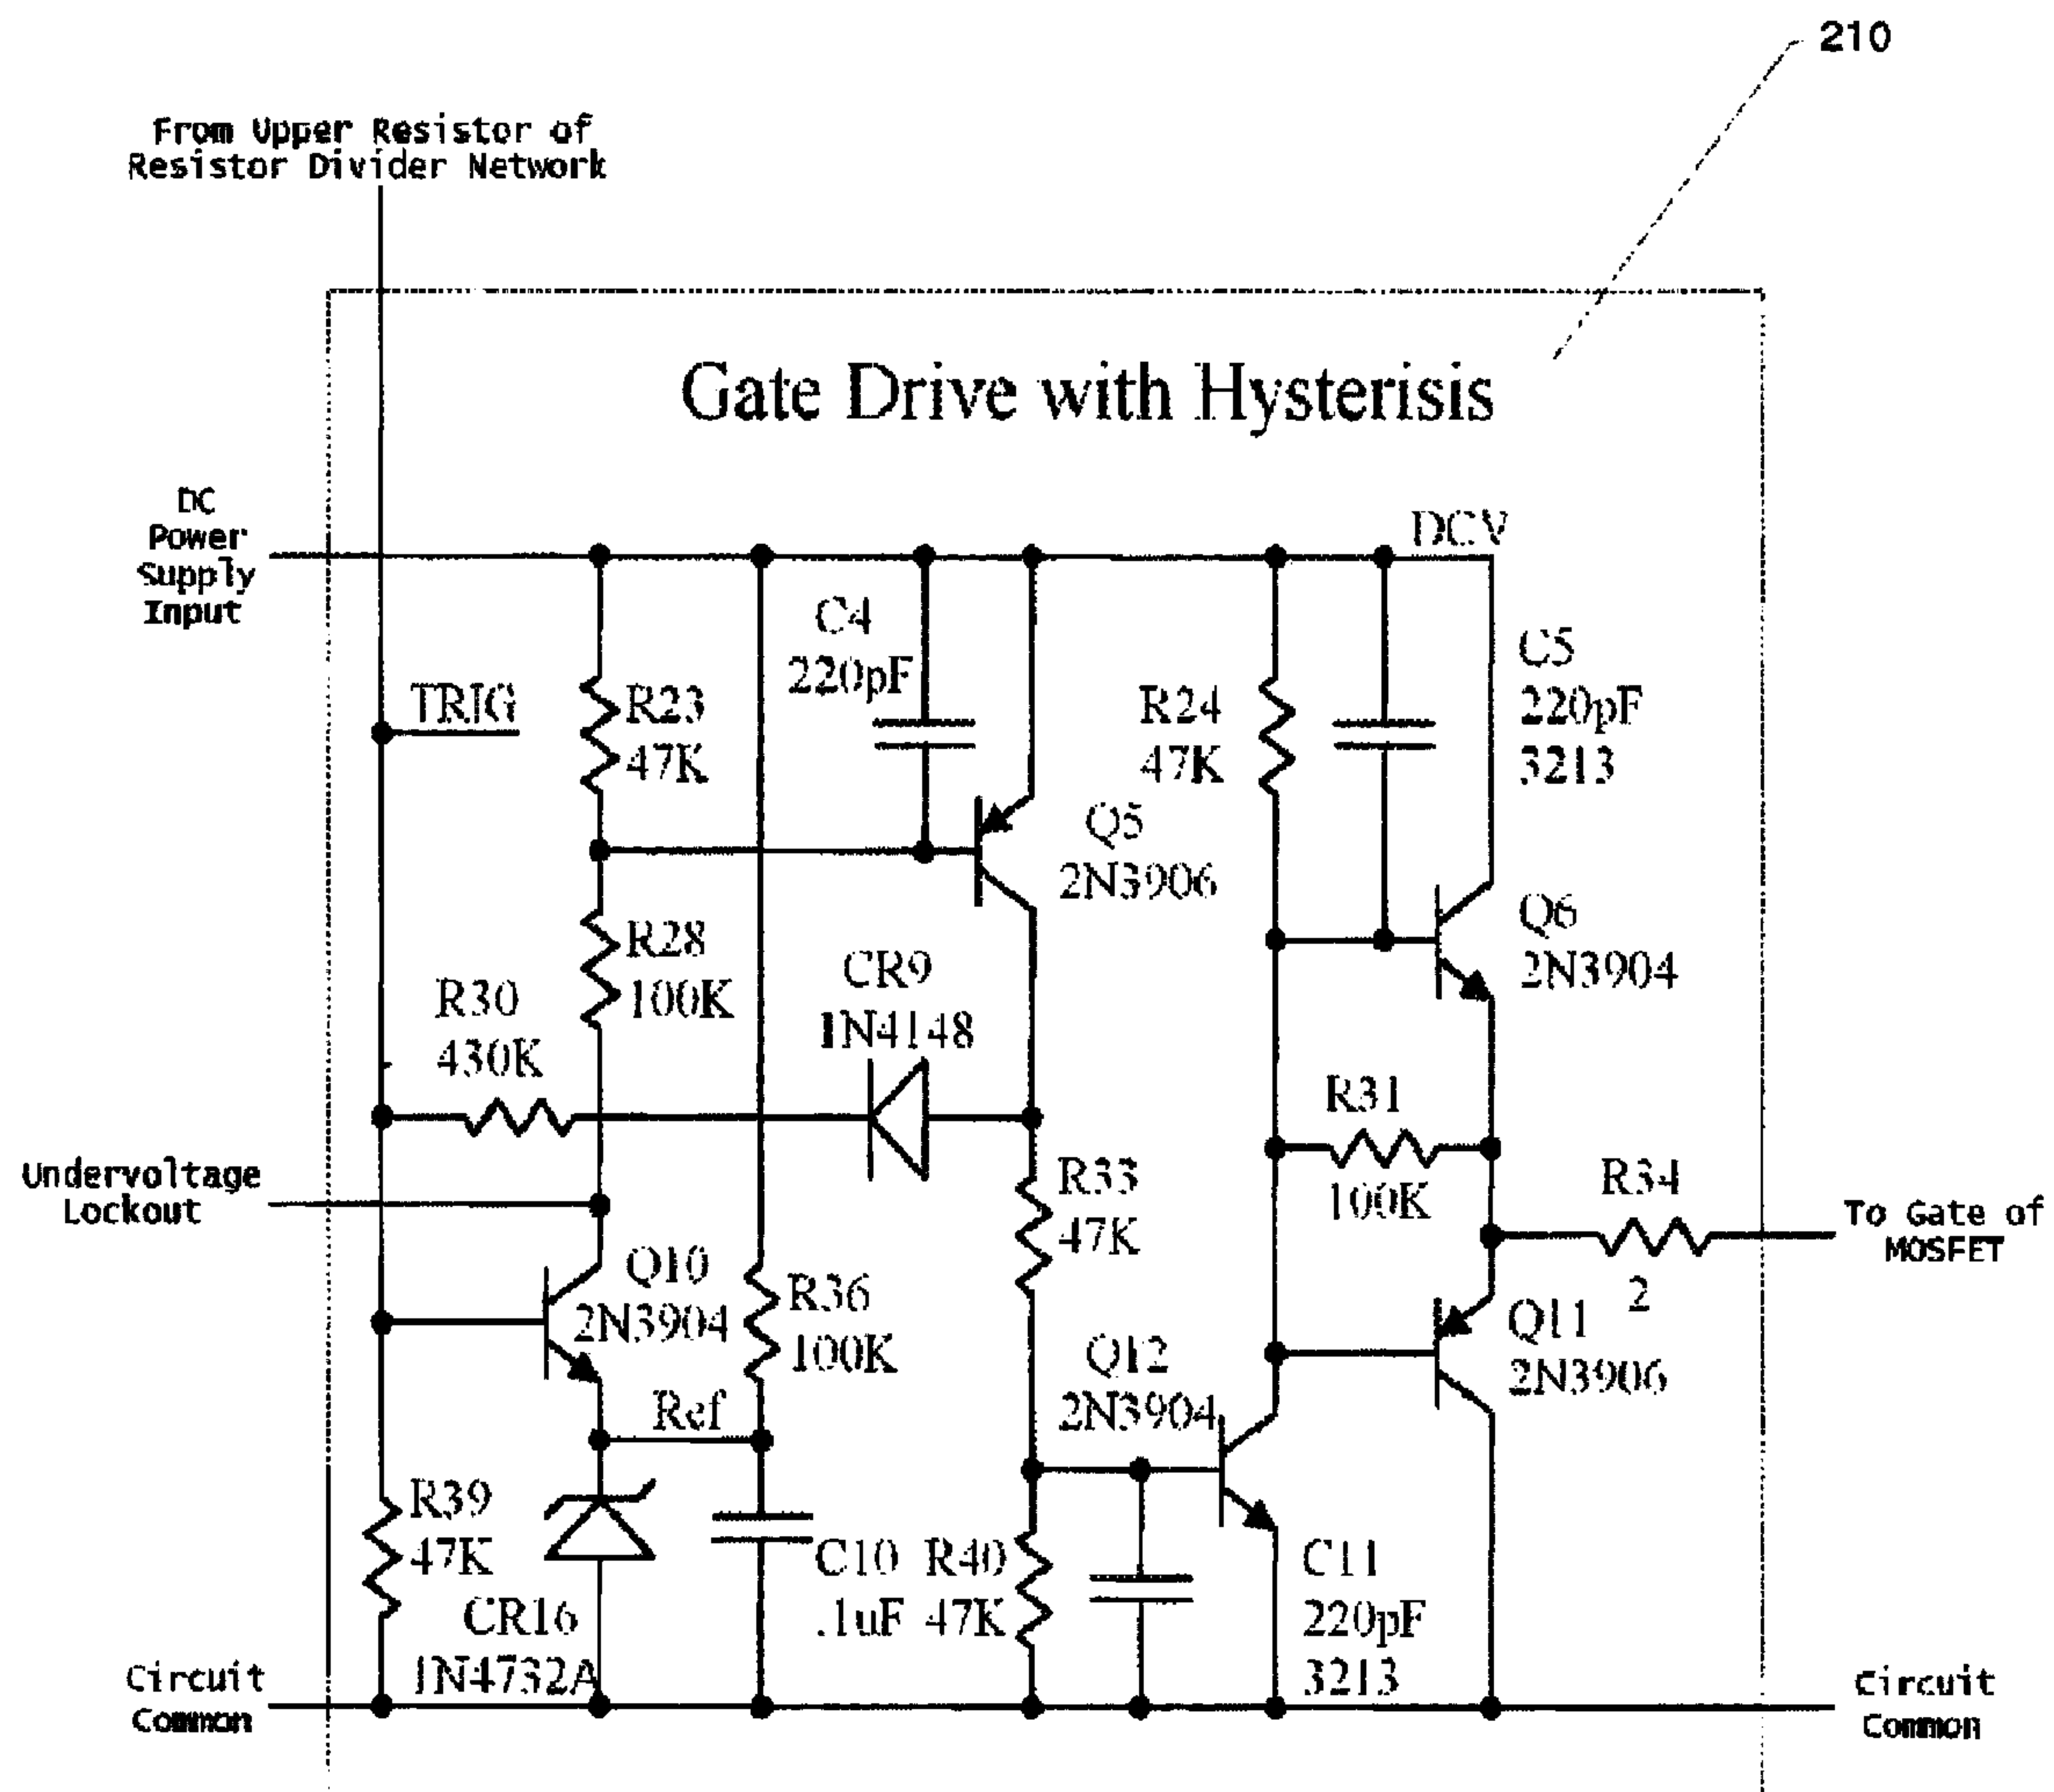 210
From Upper Resistor of
Resistor Divider Network
Gate Drive with Hysterisis
DC
Power
Supply
Input
DCV
C4
220pF
C5
220pF
3213
TRIG
R23
47K
R24
47K
Q5
2N3906
Q6
2N3904
R28
100K
CR9
1N4148
R30
430K
R31
100K
Undervoltage
Lockout
R33
47K
R34
2
To Gate of
MOSFET
Q10
2N3904
R36
100K
Q11
2N3906
Q12
2N3904
Ref
R39
47K
CR16
1N4732A
C10
.1uF
R40
47K
C11
220pF
3213
Circuit
Common
Circuit
Common